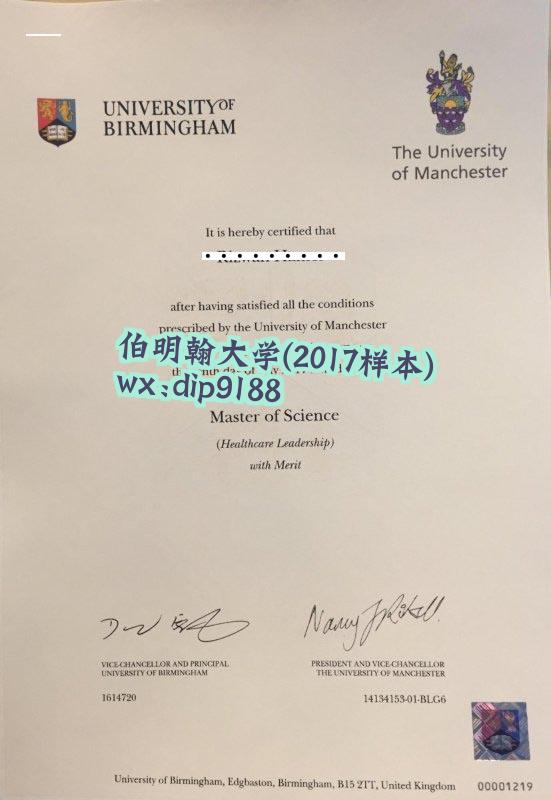 UNIVERSITY OF
BIRMINGHAM
The University
of Manchester
It is hereby certified that
after having satisfied all the conditions
prescribed by the University of Manchester
伯明翰大学(2017样本)
wx:dip9188
Master of Science
(Healthcare Leadership)
with Merit
VICE-CHANCELLOR AND PRINCIPAL
UNIVERSITY OF BIRMINGHAM
1614720
PRESIDENT AND VICE-CHANCELLOR
THE UNIVERSITY OF MANCHESTER
14134153-01-BLG6
University of Birmingham, Edgbaston, Birmingham, B15 2TT, United Kingdom
00001219